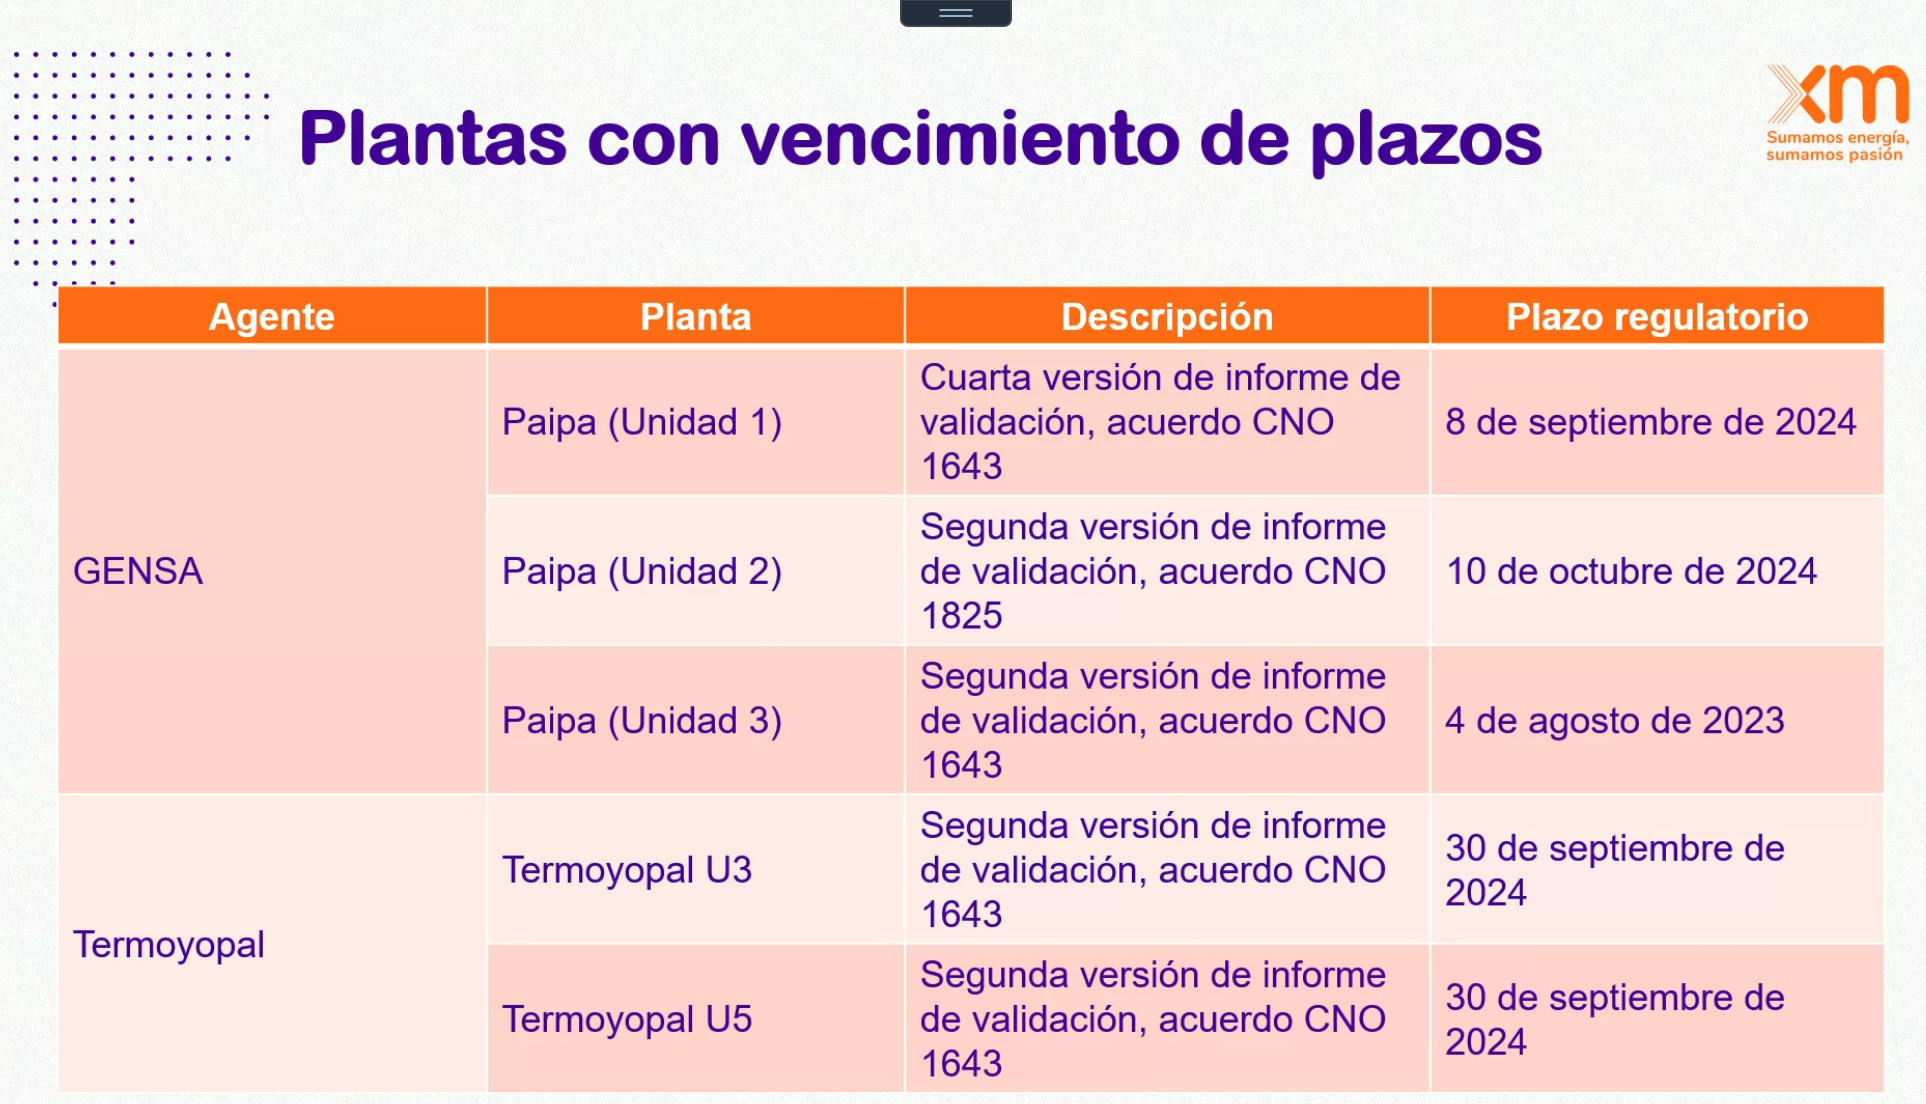 Plantas con vencimiento de plazos
xm
Sumamos energía,
sumamos pasión
Agente
Planta
Descripción
Plazo regulatorio
GENSA
Paipa (Unidad 1)
Cuarta versión de informe de
validación, acuerdo CNO
1643
8 de septiembre de 2024
Paipa (Unidad 2)
Segunda versión de informe
de validación, acuerdo CNO
1825
10 de octubre de 2024
Paipa (Unidad 3)
Segunda versión de informe
de validación, acuerdo CNO
1643
4 de agosto de 2023
Termoyopal
Termoyopal U3
Segunda versión de informe
de validación, acuerdo CNO
1643
30 de septiembre de
2024
Termoyopal U5
Segunda versión de informe
de validación, acuerdo CNO
1643
30 de septiembre de
2024